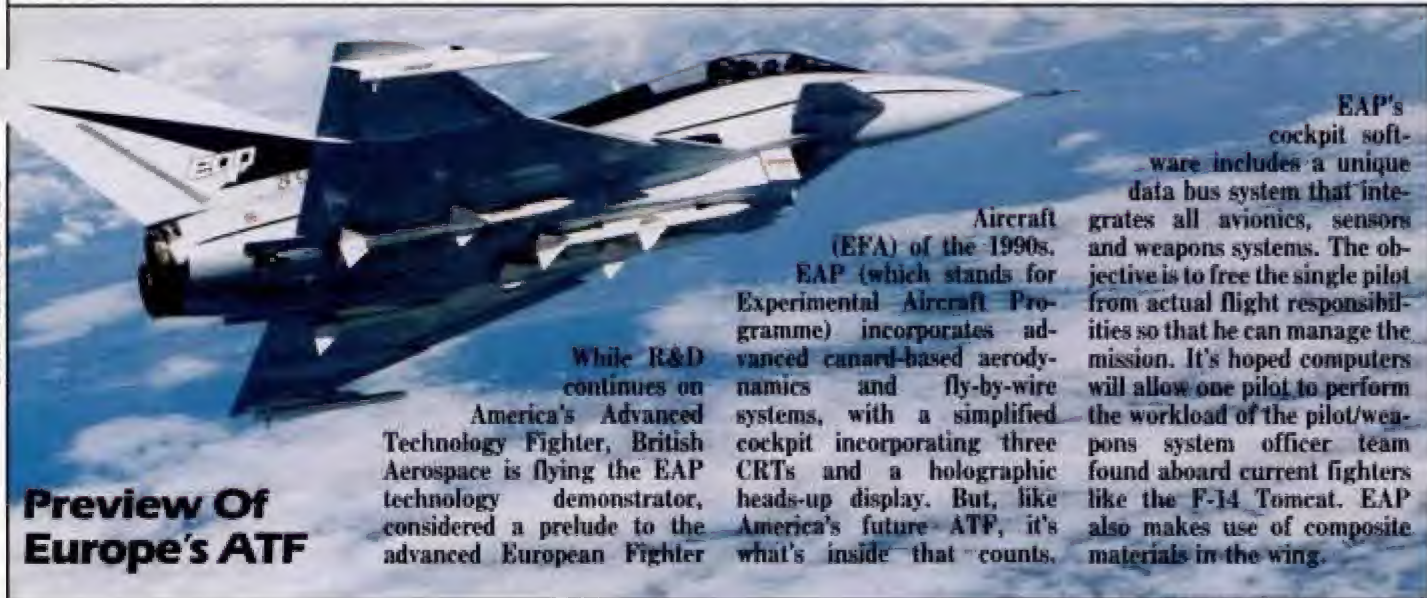 EAP
Preview Of
Europe's ATF
While R&D
continues on
America's Advanced
Technology Fighter, British
Aerospace is flying the EAP
technology demonstrator,
considered a prelude to the
advanced European Fighter
Aircraft
(EFA) of the 1990s.
EAP (which stands for
Experimental Aircraft Pro-
gramme) incorporates ad-
vanced canard-based aerody-
namics and fly-by-wire
systems, with a simplified
cockpit incorporating three
CRTs and a holographic
heads-up display. But, like
America's future ATF, it's
what's inside that counts.
EAP's
cockpit soft-
ware includes a unique
data bus system that inte-
grates all avionics, sensors
and weapons systems. The ob-
jective is to free the single pilot
from actual flight responsibil-
ities so that he can manage the
mission. It's hoped computers
will allow one pilot to perform
the workload of the pilot/wea-
pons system officer team
found aboard current fighters
like the F-14 Tomcat. EAP
also makes use of composite
materials in the wing.